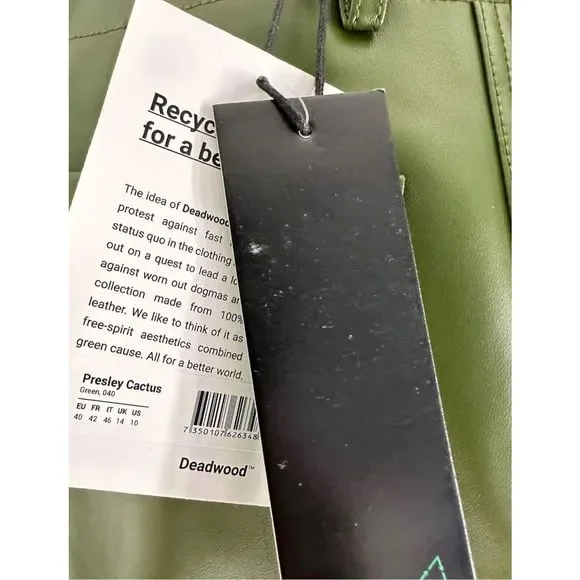 Recyc
for a be
The idea of Deadwood
protest against fast
status quo in the clothing
out on a quest to lead a
against worn out dogmas
collection made from 100%
leather. We like to think of it as
free-spirit aesthetics combined
green cause. All for a better world.
Presley Cactus
Green, 040
EU FR IT UK US
40 42 46 14 10
7 350107 626348
Deadwood™